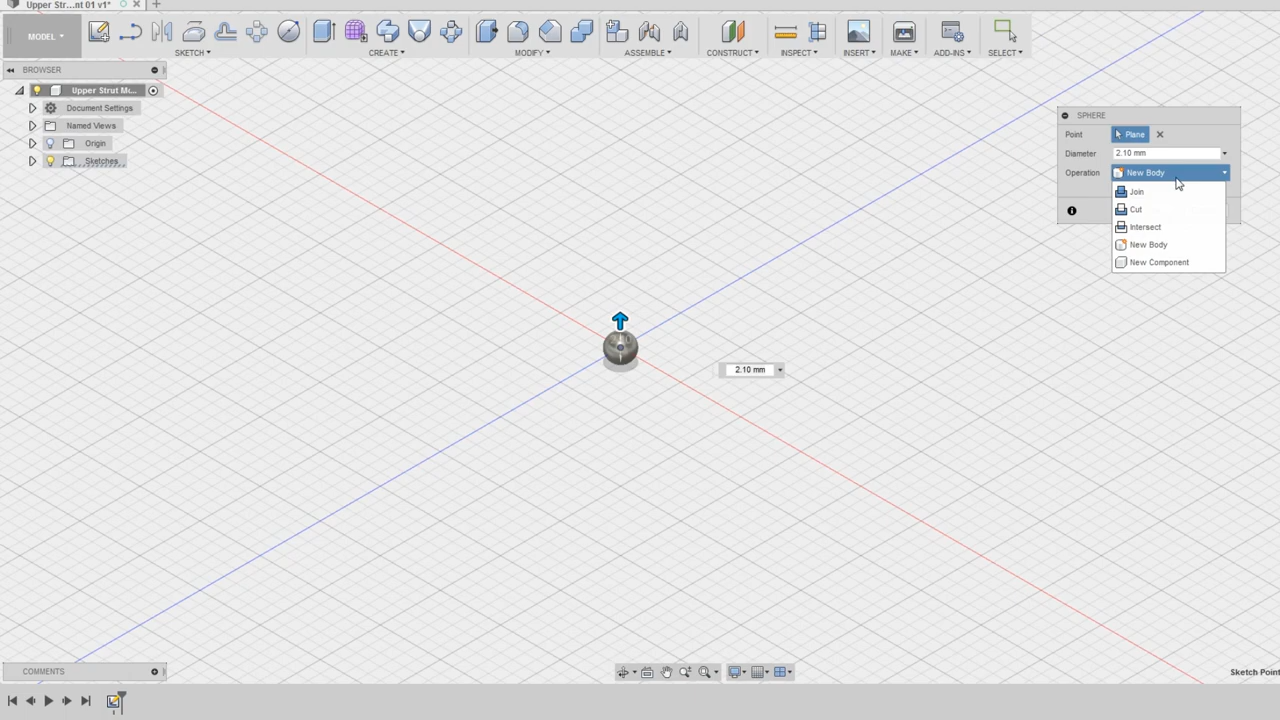 Upper Str...nt 01 v1*
MODEL
SKETCH
CREATE
MODIFY
ASSEMBLE
CONSTRUCT
INSPECT
INSERT
MAKE
ADD-INS
SELECT
BROWSER
Upper Strut Mo...
Document Settings
Named Views
Origin
Sketches
SPHERE
Point
Plane
Diameter
2.10 mm
Operation
New Body
Join
Cut
Intersect
New Body
New Component
2.10 mm
COMMENTS
Sketch Point